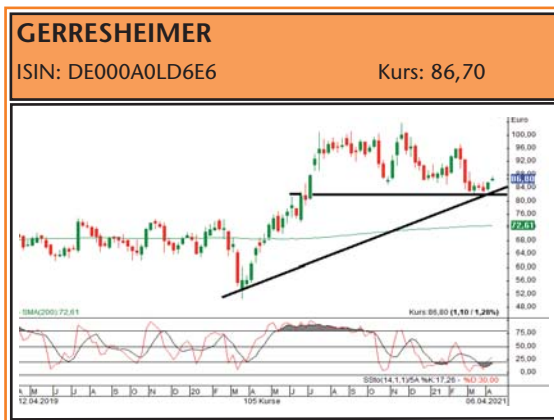 GERRESHEIMER
ISIN: DE000A0LD6E6 Kurs: 86,70
Euro
100,00
96,00
92,00
88,00
84,00
80,00
76,00
72,61
68,00
64,00
60,00
56,00
52,00
48,00
SMA(200) 72,61 Kurs 86,80 (1,10 / 1,28%)
75,00
50,00
25,00
0,00
SSto(14,1,1)/5A %K:17,26 - %D:30,00
A M J J A S O N D 20 F M A M J J A S O N D 21 F M A
12.04.2019 105 Kurse 06.04.2021